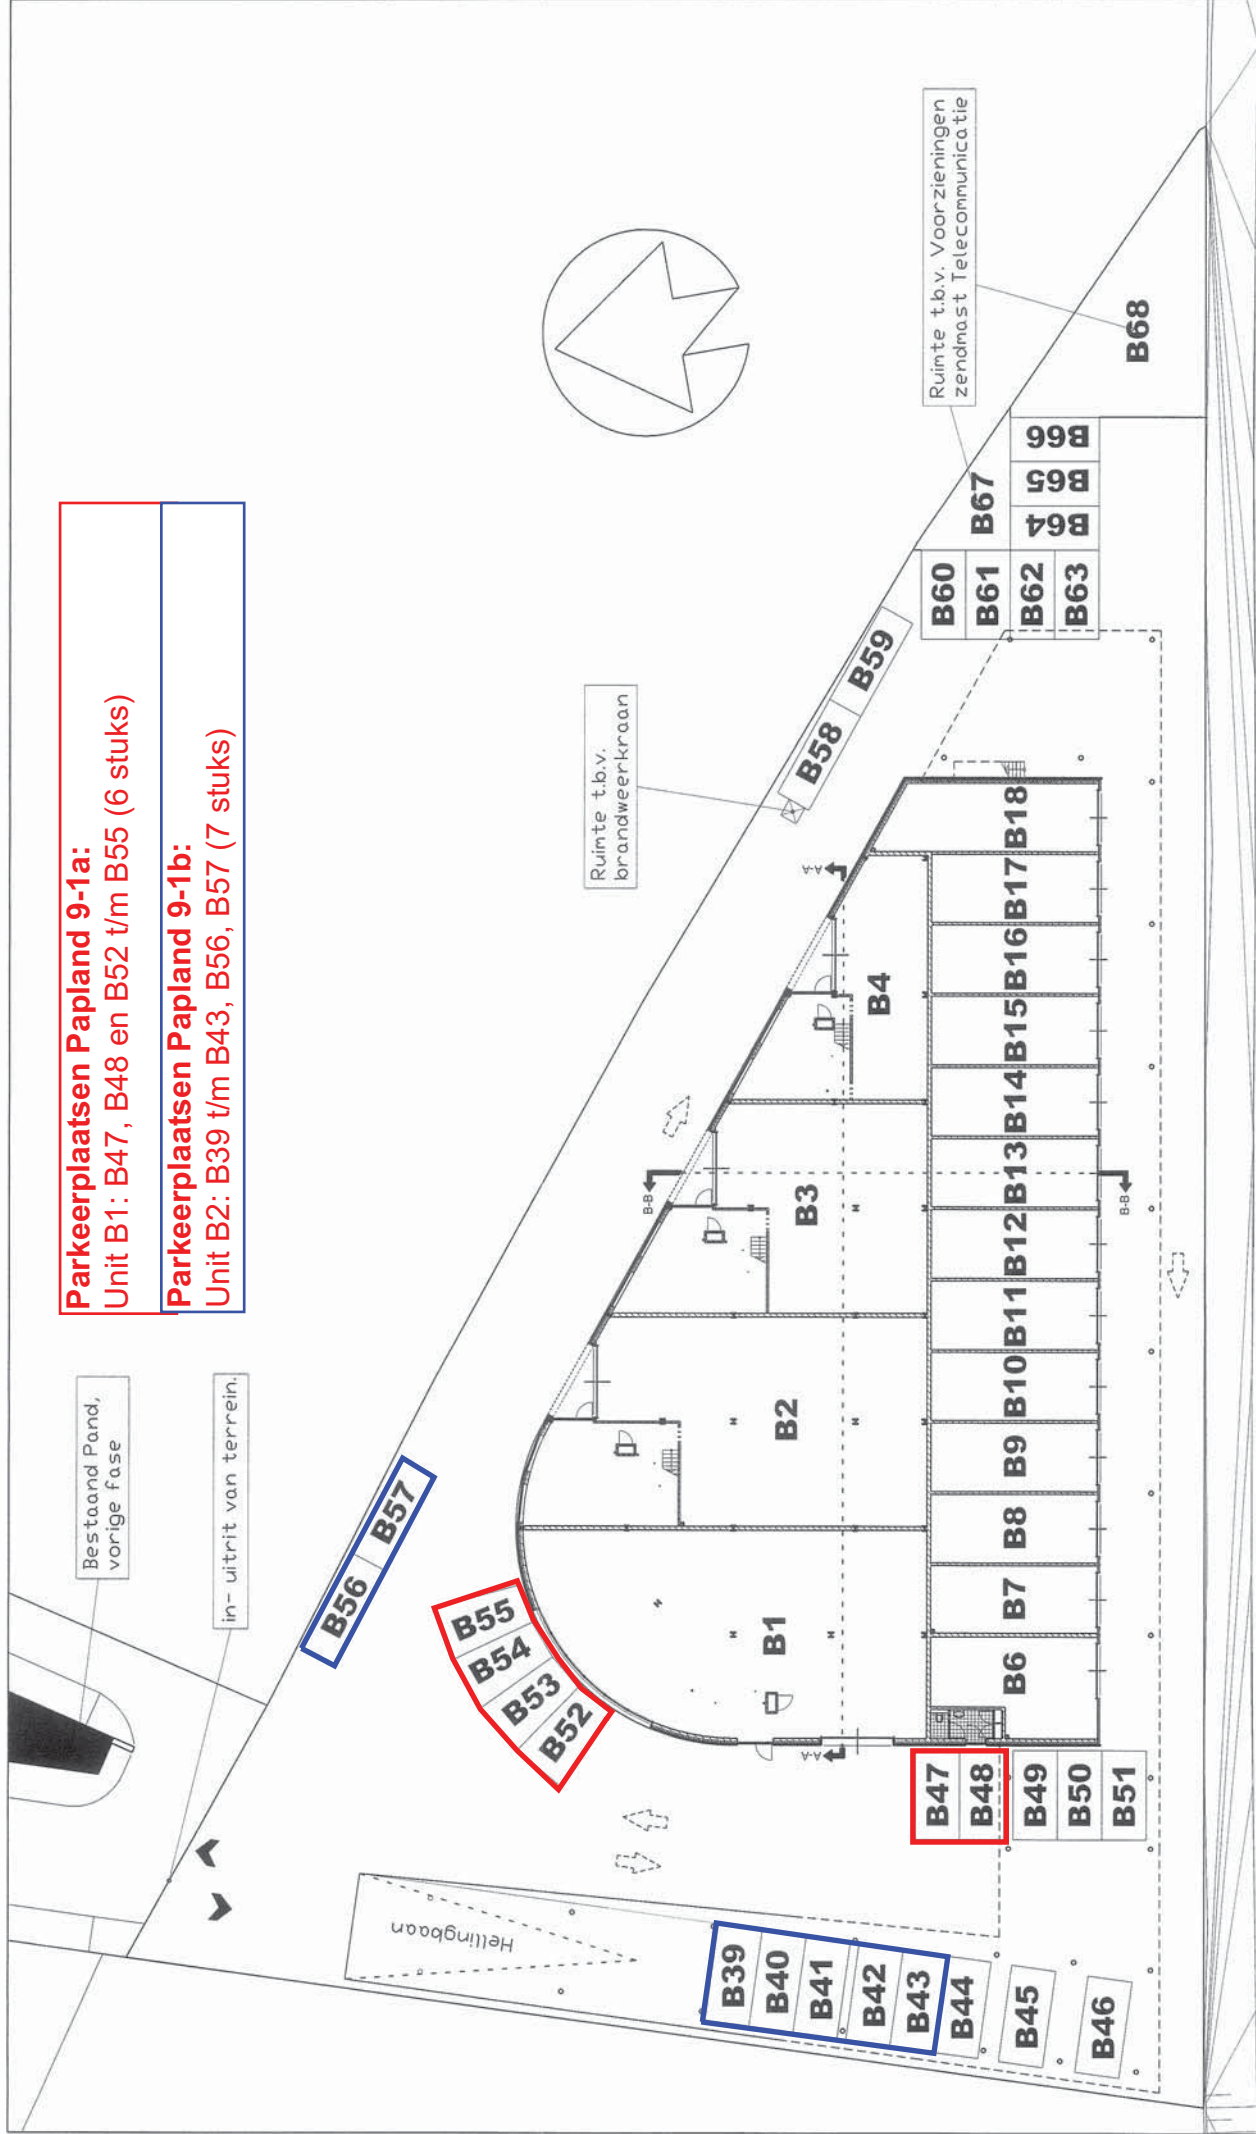 Parkeerplaatsen Papland 9-1a:
Unit B1: B47, B48 en B52 t/m B55 (6 stuks)
Parkeerplaatsen Papland 9-1b:
Unit B2: B39 t/m B43, B56, B57 (7 stuks)
Bestaand Pand,
vorige fase
in- uitrit van terrein.
Ruimte t.b.v.
brandweerkraan
Ruimte t.b.v. Voorzieningen
zendmast Telecommunicatie
Hellingbaan
B56
B57
B55
B54
B53
B52
B58
B59
B60
B61
B62
B63
B64
B65
B66
B67
B68
A-A
B-B
B1
B2
B3
B4
A-A
B-B
B6
B7
B8
B9
B10
B11
B12
B13
B14
B15
B16
B17
B18
B47
B48
B49
B50
B51
B39
B40
B41
B42
B43
B44
B45
B46